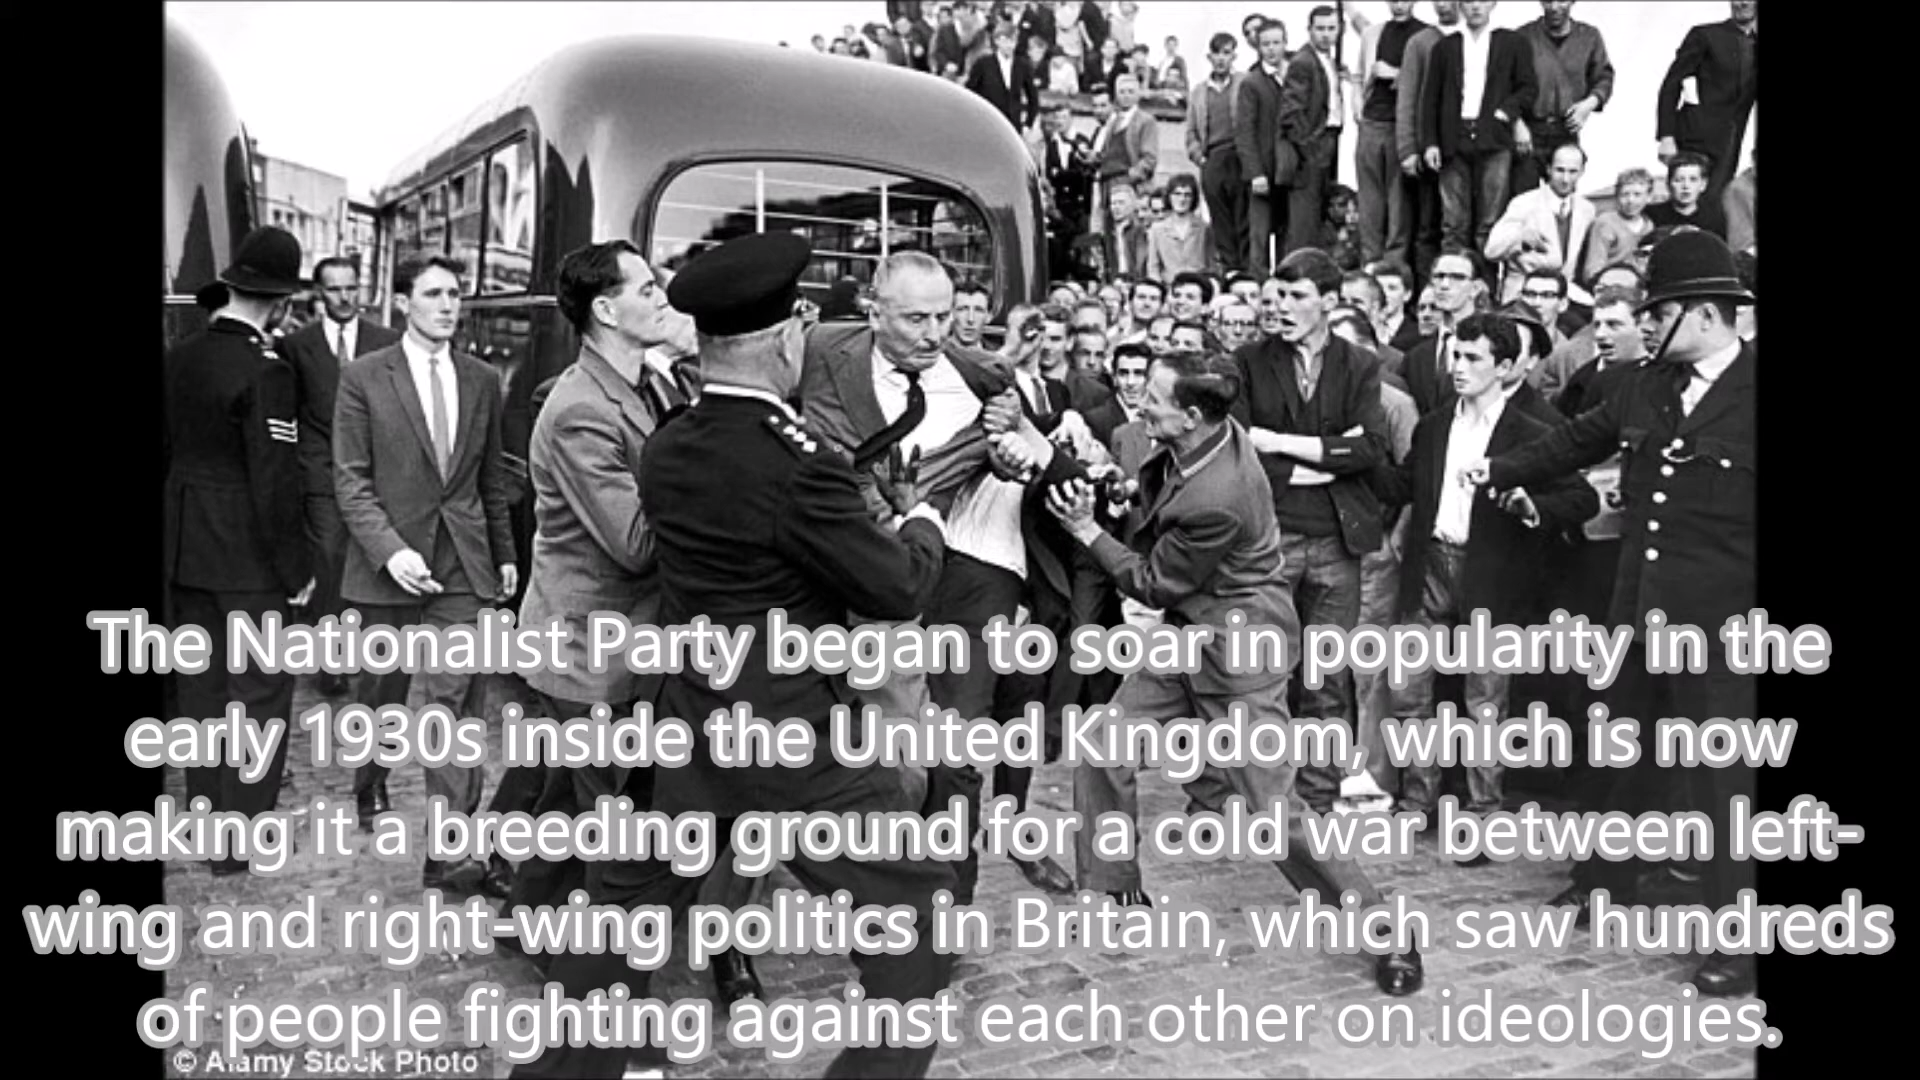 The Nationalist Party began to soar in popularity in the
early 1930s inside the United Kingdom, which is now
making it a breeding ground for a cold war between left-
wing and right-wing politics in Britain, which saw hundreds
of people fighting against each other on ideologies.
© Alamy Stock Photo